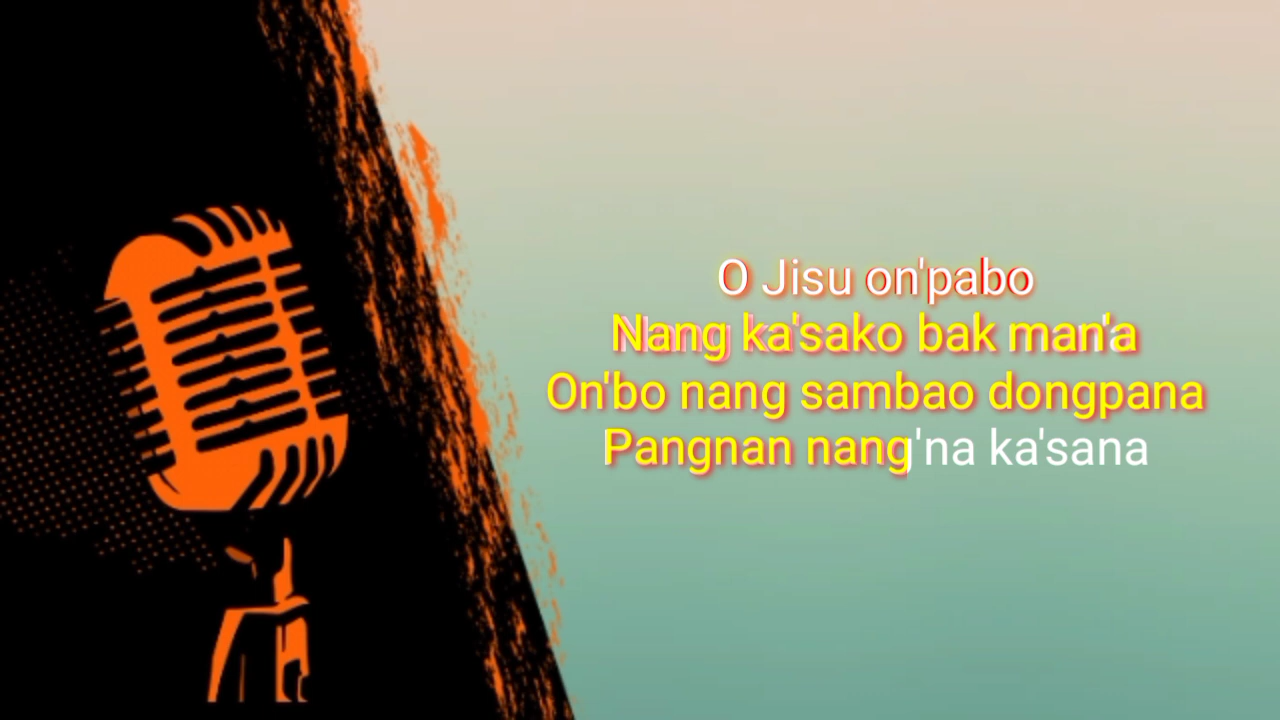 O Jisu on'pabo
Nang ka'sako bak man'a
On'bo nang sambao dongpana
Pangnan nang'na ka'sana